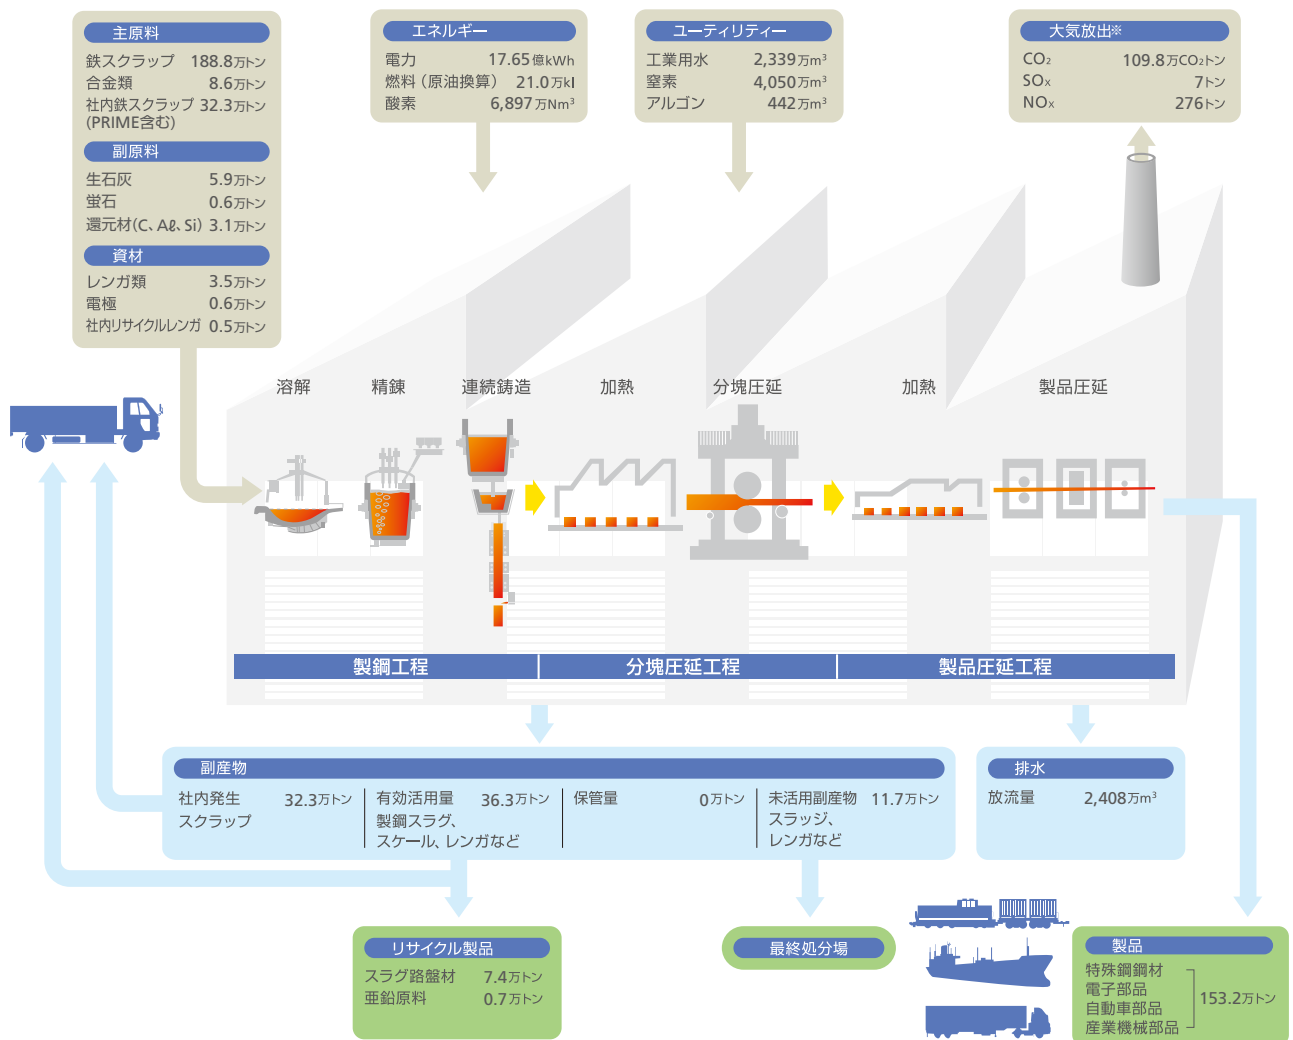 主原料
鉄スクラップ 188.8万トン
合金類 8.6万トン
社内鉄スクラップ 32.3万トン
(PRIME含む)
副原料
生石灰 5.9万トン
蛍石 0.6万トン
還元材(C、Aℓ、Si) 3.1万トン
資材
レンガ類 3.5万トン
電極 0.6万トン
社内リサイクルレンガ 0.5万トン
エネルギー
電力 17.65億kWh
燃料（原油換算） 21.0万kl
酸素 6,897万Nm³
ユーティリティー
工業用水 2,339万m³
窒素 4,050万m³
アルゴン 442万m³
大気放出※
CO₂ 109.8万CO₂トン
SOx 7トン
NOx 276トン
溶解 精錬 連続鋳造 加熱 分塊圧延 加熱 製品圧延
製鋼工程 分塊圧延工程 製品圧延工程
副産物
社内発生 32.3万トン
スクラップ
有効活用量 36.3万トン
製鋼スラグ、
スケール、レンガなど
保管量 0万トン
未活用副産物 11.7万トン
スラッジ、
レンガなど
排水
放流量 2,408万m³
リサイクル製品
スラグ路盤材 7.4万トン
亜鉛原料 0.7万トン
最終処分場
製品
特殊鋼鋼材
電子部品
自動車部品
産業機械部品
153.2万トン